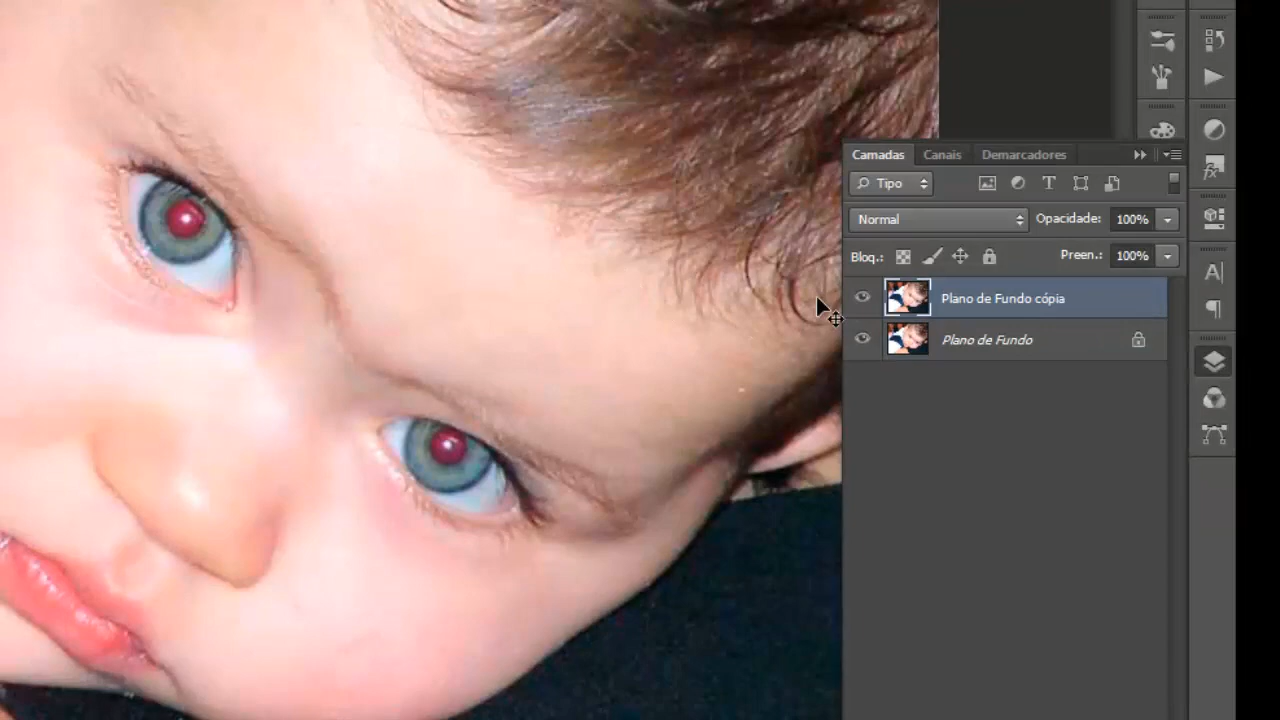 Camadas Canais Demarcadores
Tipo
Normal Opacidade: 100%
Bloq.: Preen.: 100%
Plano de Fundo cópia
Plano de Fundo